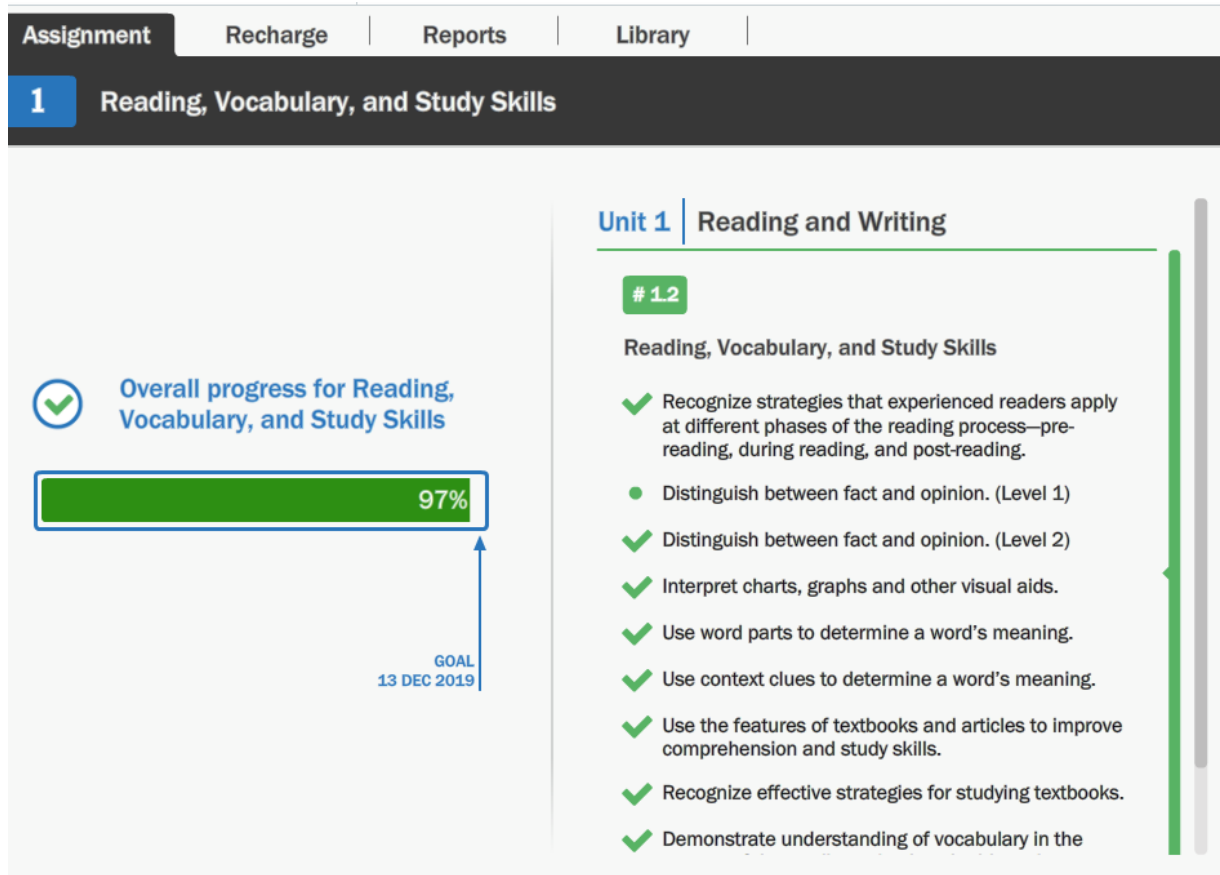 Assignment
Recharge
Reports
Library
1
Reading, Vocabulary, and Study Skills
Overall progress for Reading,
Vocabulary, and Study Skills
97%
GOAL
13 DEC 2019
Unit 1
Reading and Writing
# 1.2
Reading, Vocabulary, and Study Skills
Recognize strategies that experienced readers apply
at different phases of the reading process—pre-
reading, during reading, and post-reading.
Distinguish between fact and opinion. (Level 1)
Distinguish between fact and opinion. (Level 2)
Interpret charts, graphs and other visual aids.
Use word parts to determine a word's meaning.
Use context clues to determine a word's meaning.
Use the features of textbooks and articles to improve
comprehension and study skills.
Recognize effective strategies for studying textbooks.
Demonstrate understanding of vocabulary in the